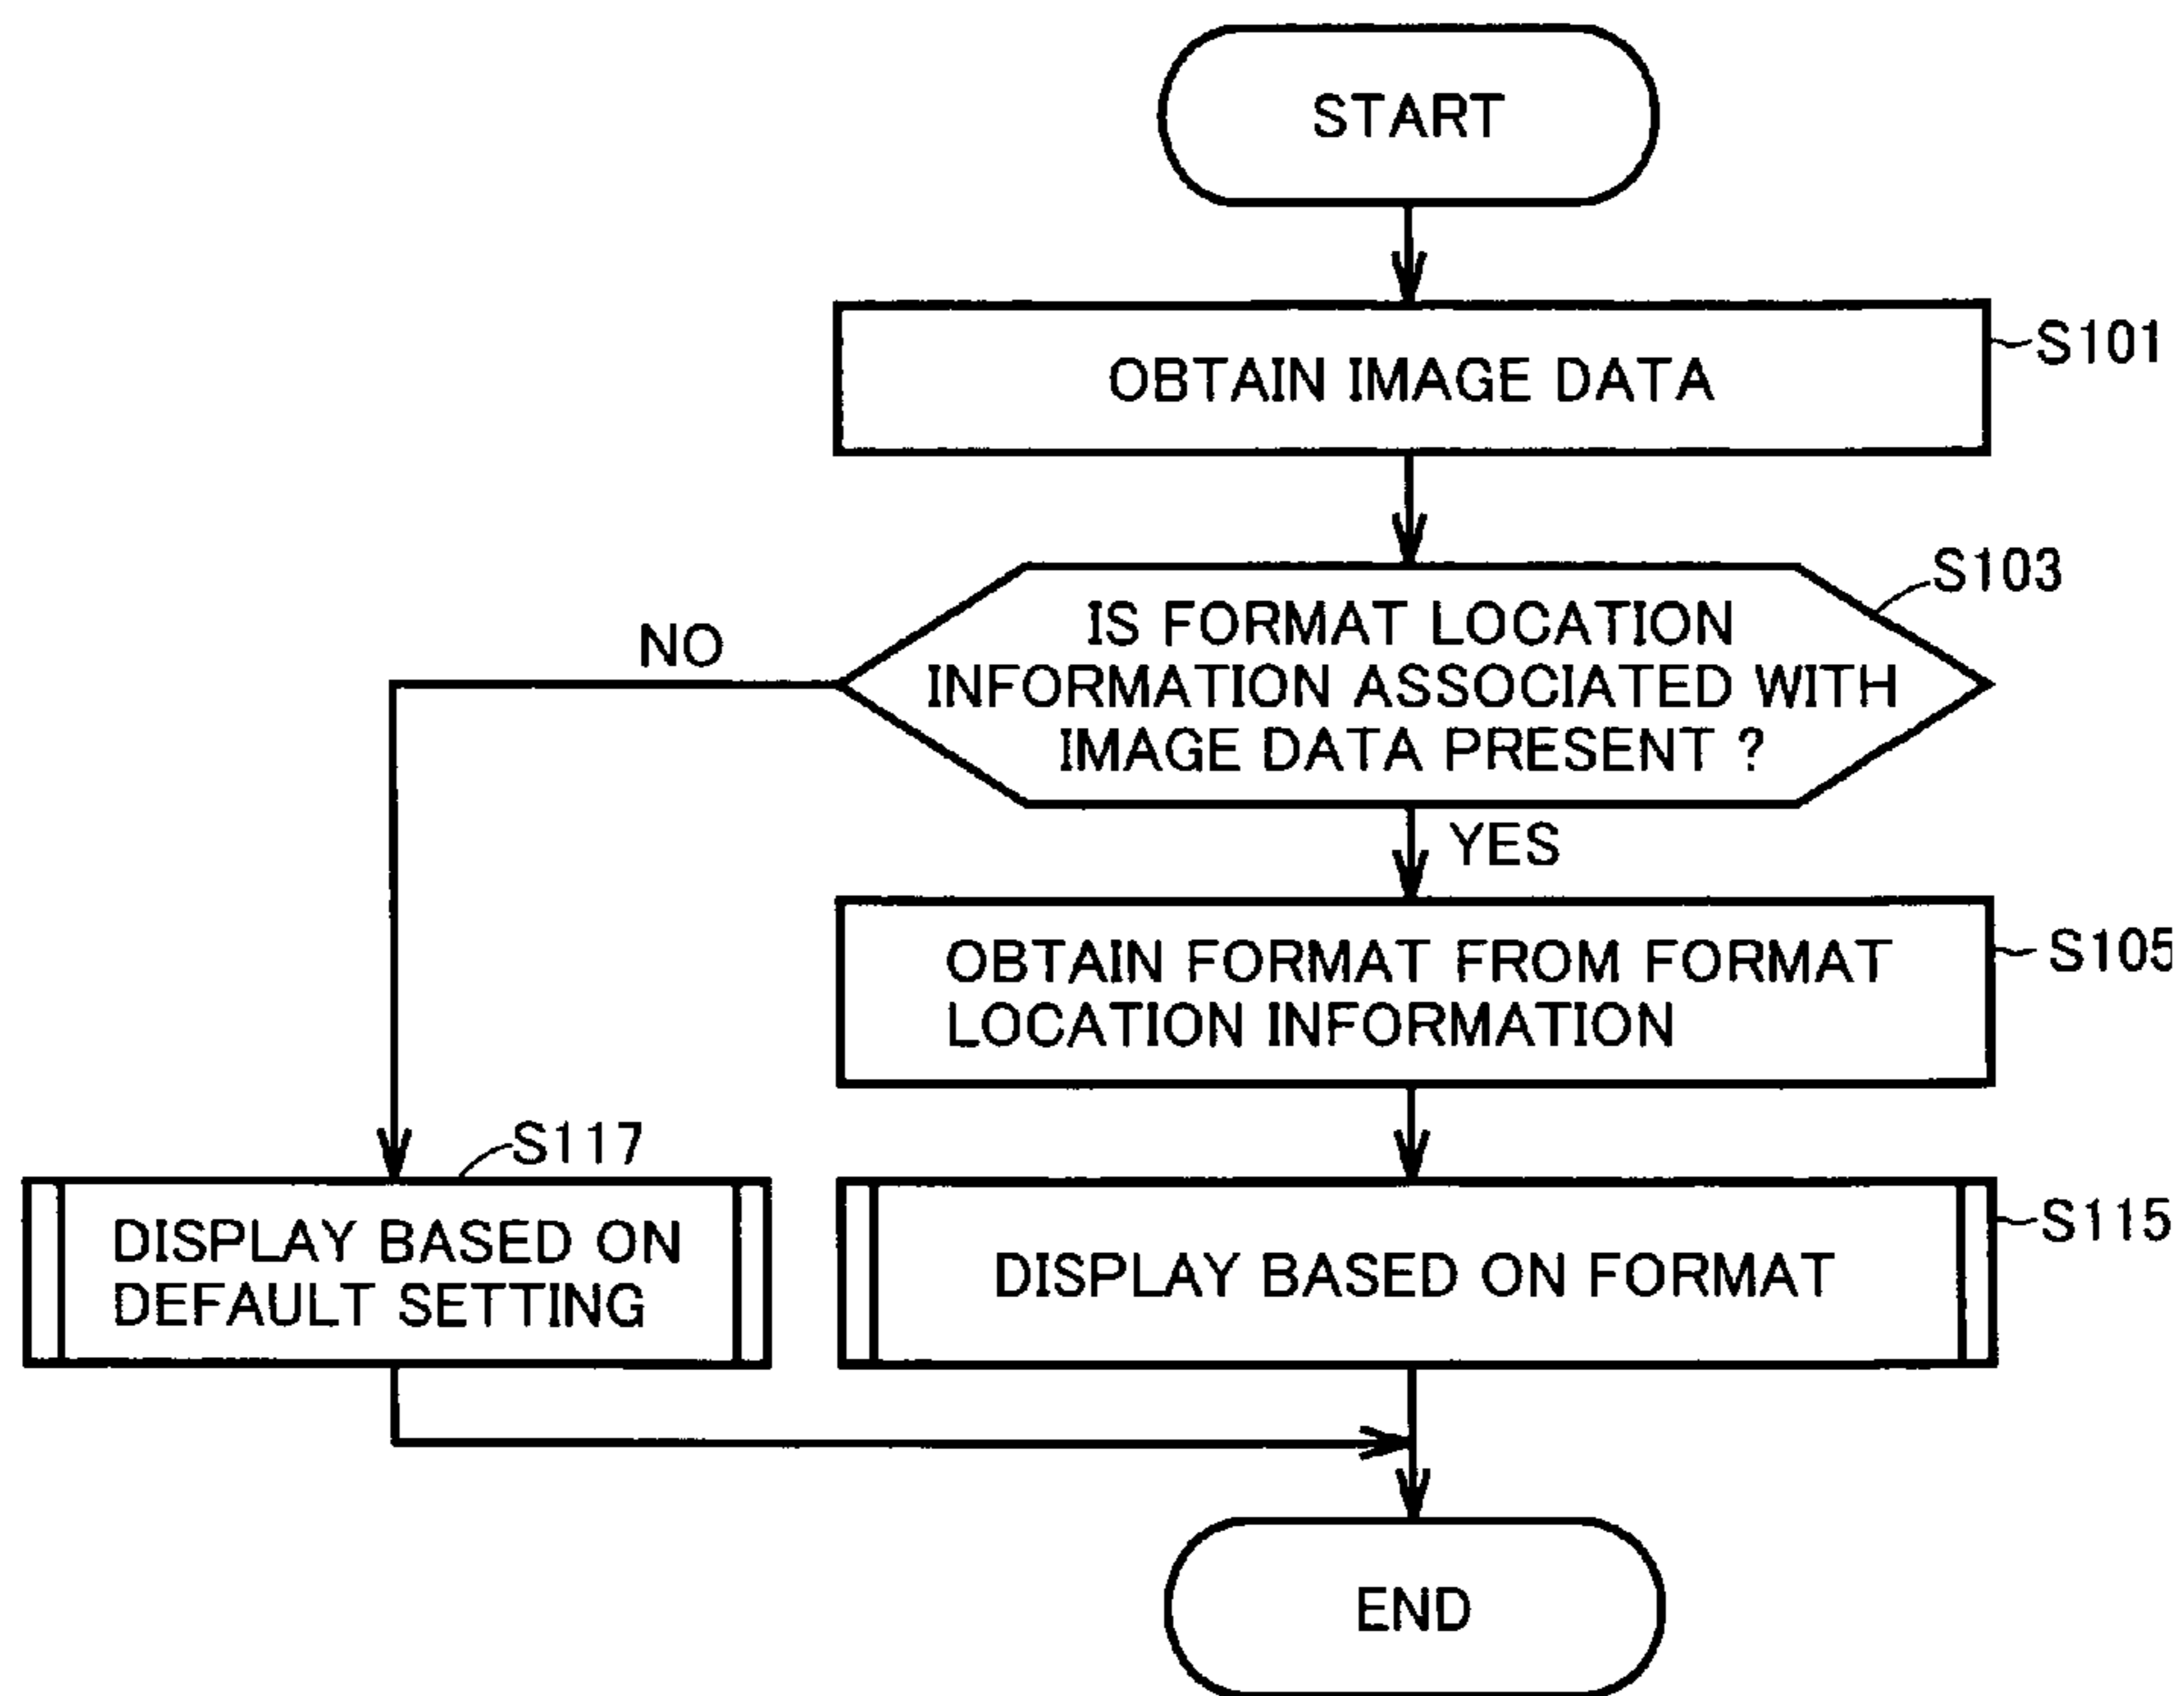 START
OBTAIN IMAGE DATA
S101
S103
IS FORMAT LOCATION
INFORMATION ASSOCIATED WITH
IMAGE DATA PRESENT ?
NO
YES
OBTAIN FORMAT FROM FORMAT
LOCATION INFORMATION
S105
S117
DISPLAY BASED ON
DEFAULT SETTING
DISPLAY BASED ON FORMAT
S115
END